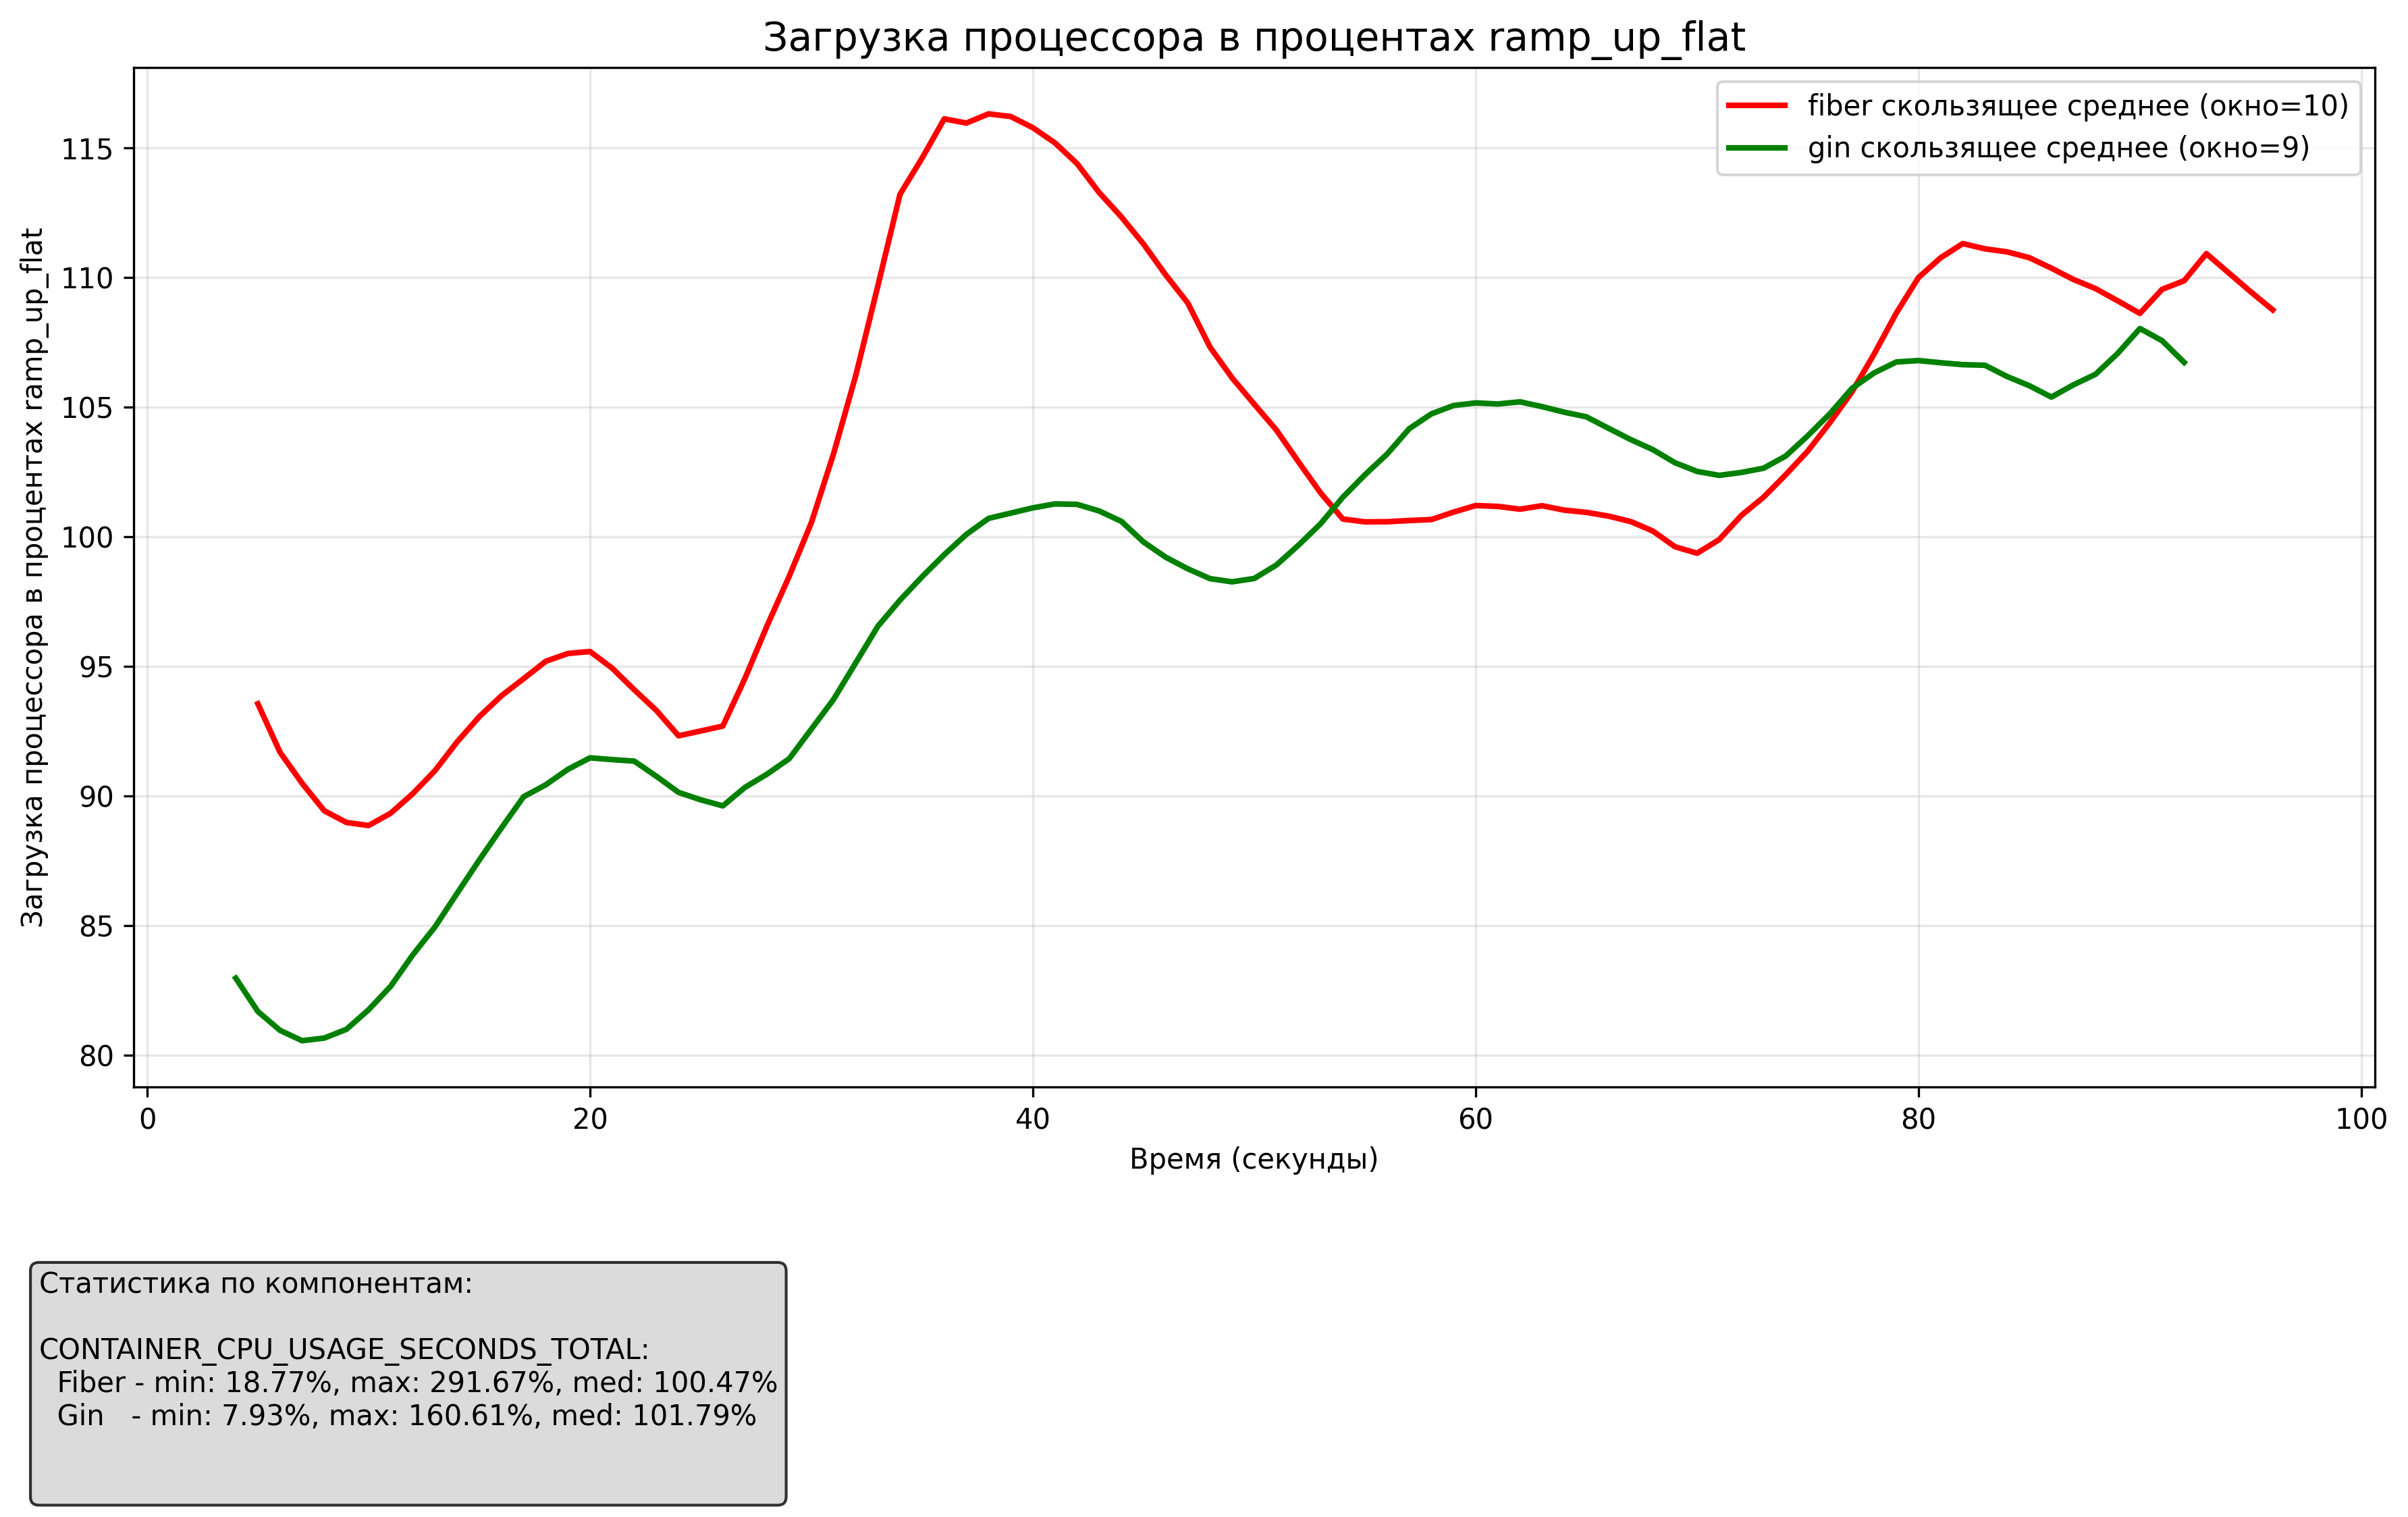 Загрузка процессора в процентах ramp_up_flat
fiber скользящее среднее (окно=10)
gin скользящее среднее (окно=9)
Загрузка процессора в процентах ramp_up_flat
115
110
105
100
95
90
85
80
0 20 40 60 80 100
Время (секунды)
Статистика по компонентам:
CONTAINER_CPU_USAGE_SECONDS_TOTAL:
Fiber - min: 18.77%, max: 291.67%, med: 100.47%
Gin - min: 7.93%, max: 160.61%, med: 101.79%